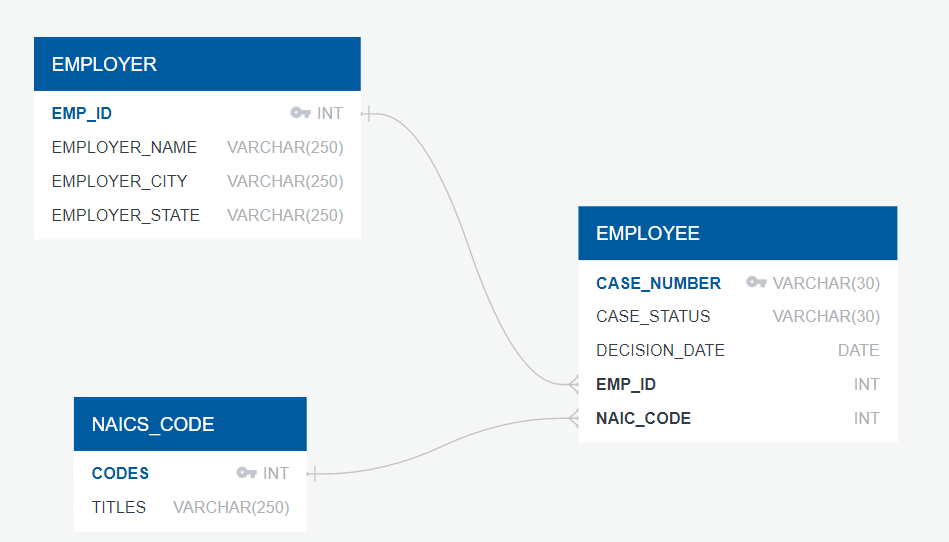 EMPLOYER
EMP_ID INT
EMPLOYER_NAME VARCHAR(250)
EMPLOYER_CITY VARCHAR(250)
EMPLOYER_STATE VARCHAR(250)
EMPLOYEE
CASE_NUMBER VARCHAR(30)
CASE_STATUS VARCHAR(30)
DECISION_DATE DATE
EMP_ID INT
NAIC_CODE INT
NAICS_CODE
CODES INT
TITLES VARCHAR(250)